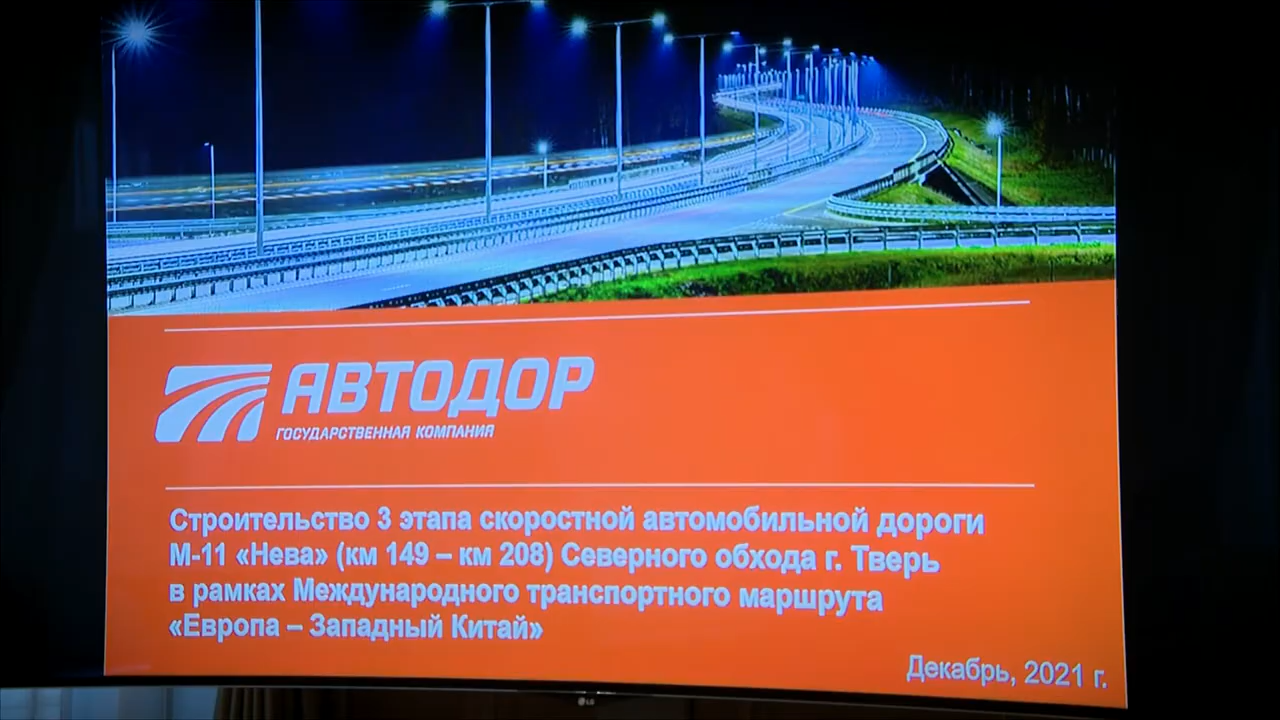 АВТОДОР
ГОСУДАРСТВЕННАЯ КОМПАНИЯ
Строительство 3 этапа скоростной автомобильной дороги
М-11 «Нева» (км 149 – км 208) Северного обхода г. Тверь
в рамках Международного транспортного маршрута
«Европа – Западный Китай»
Декабрь, 2021 г.
LG